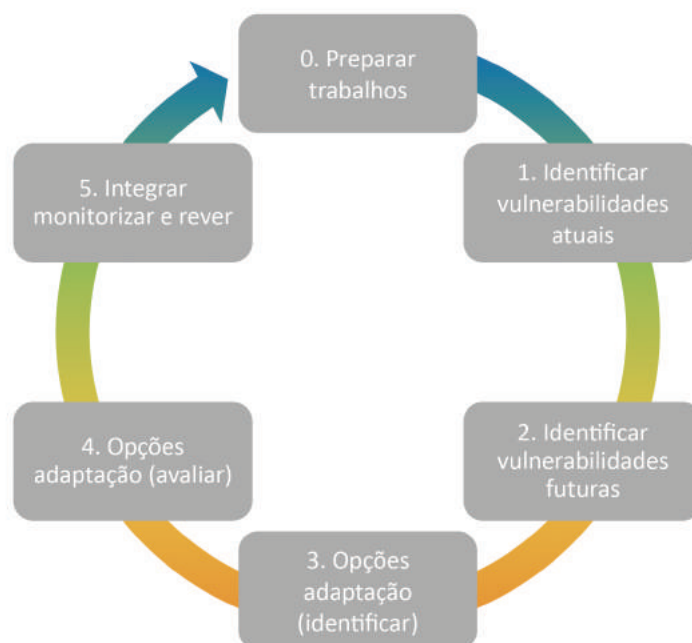 0. Preparar
trabalhos
1. Identificar
vulnerabilidades
atuais
2. Identificar
vulnerabilidades
futuras
3. Opções
adaptação
(identificar)
4. Opções
adaptação (avaliar)
5. Integrar
monitorizar e rever